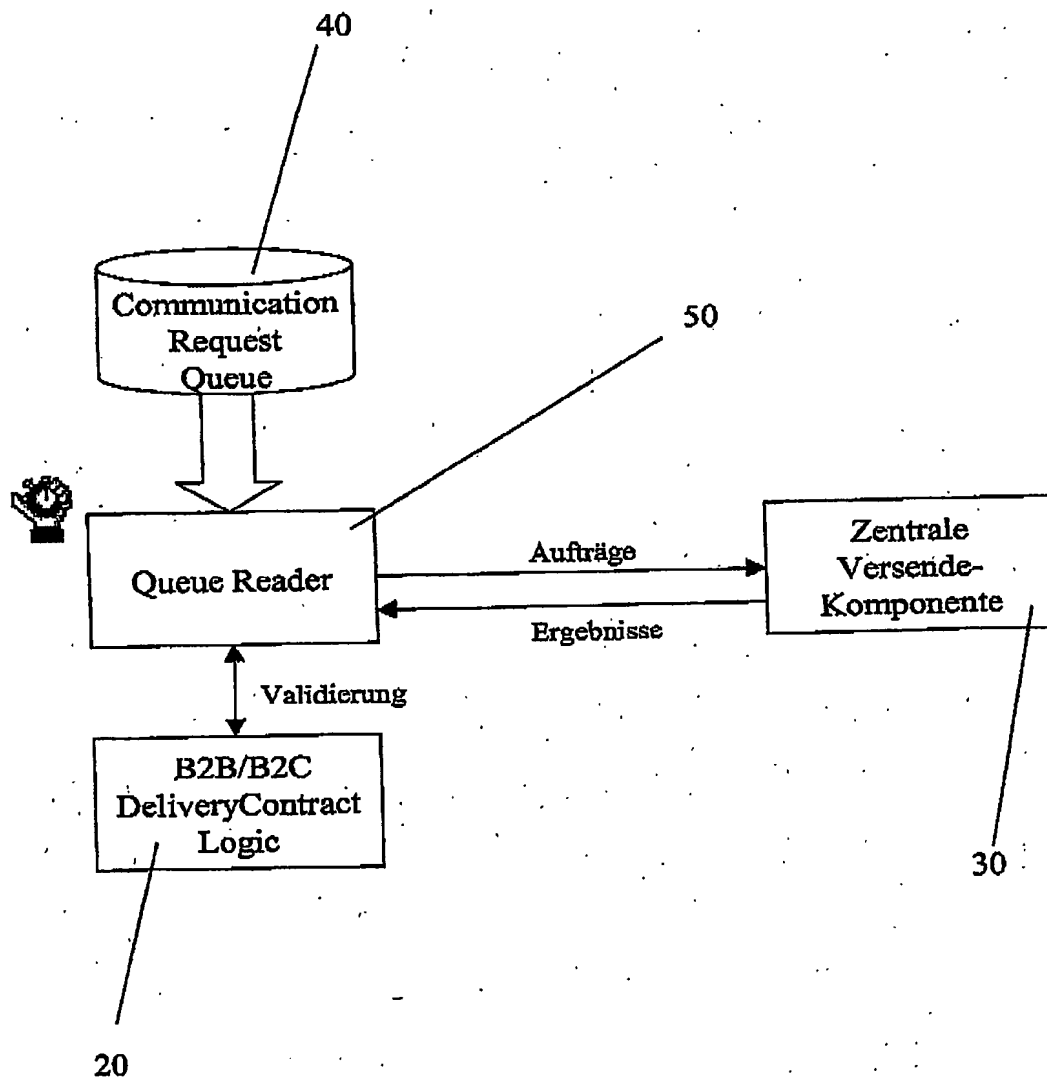 40
Communication
Request
Queue
50
Queue Reader
Aufträge
Ergebnisse
Zentrale
Versende-
Komponente
Validierung
B2B/B2C
DeliveryContract
Logic
30
20